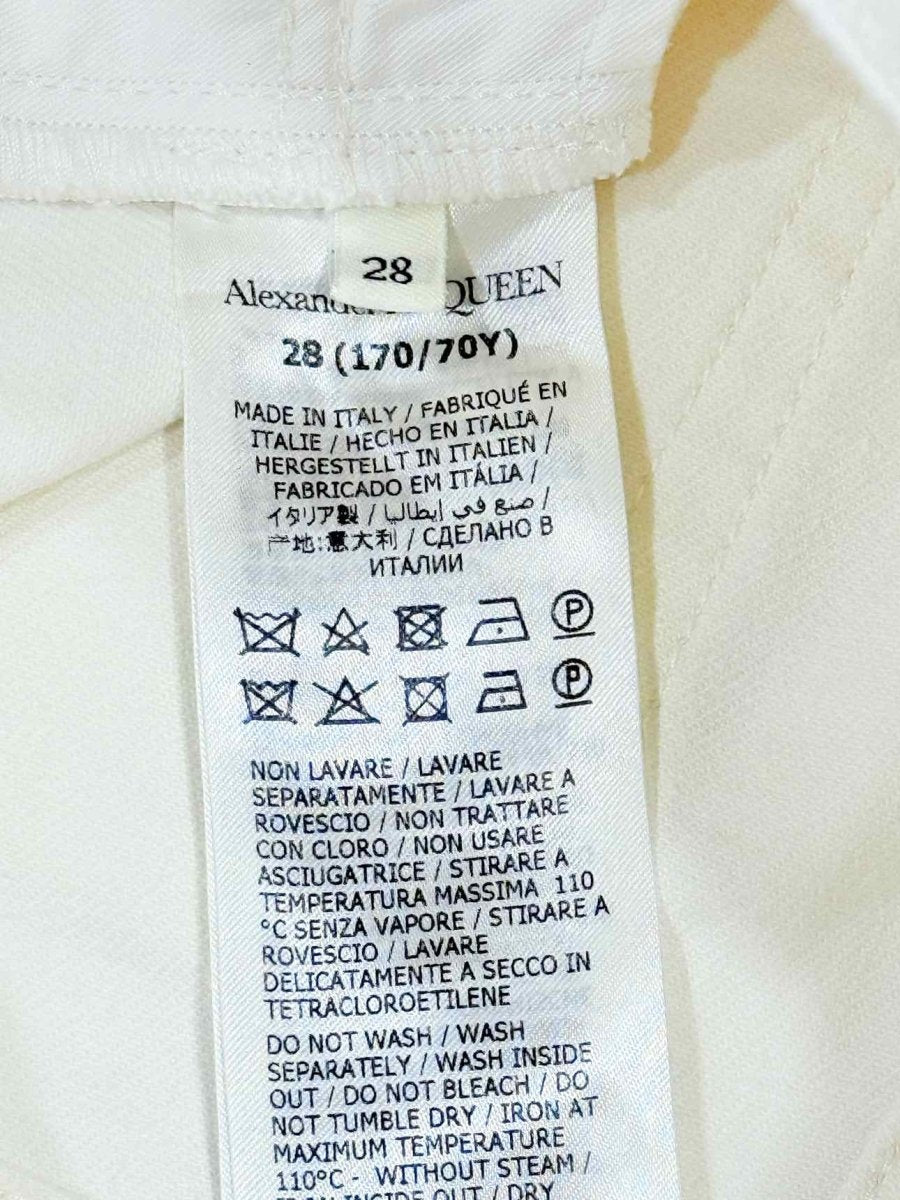 28
Alexander QUEEN
28 (170/70Y)
MADE IN ITALY / FABRIQUÉ EN
ITALIE / HECHO EN ITALIA /
HERGESTELLT IN ITALIEN /
FABRICADO EM ITÁLIA /
イタリア製 / صنع في ايطاليا /
产地:意大利 / СДЕЛАНО В
ИТАЛИИ
P
P
NON LAVARE / LAVARE
SEPARATAMENTE / LAVARE A
ROVESCIO / NON TRATTARE
CON CLORO / NON USARE
ASCIUGATRICE / STIRARE A
TEMPERATURA MASSIMA 110
°C SENZA VAPORE / STIRARE A
ROVESCIO / LAVARE
DELICATAMENTE A SECCO IN
TETRACLOROETILENE
DO NOT WASH / WASH
SEPARATELY / WASH INSIDE
OUT / DO NOT BLEACH / DO
NOT TUMBLE DRY / IRON AT
MAXIMUM TEMPERATURE
110°C - WITHOUT STEAM /
IRON INSIDE OUT / DRY